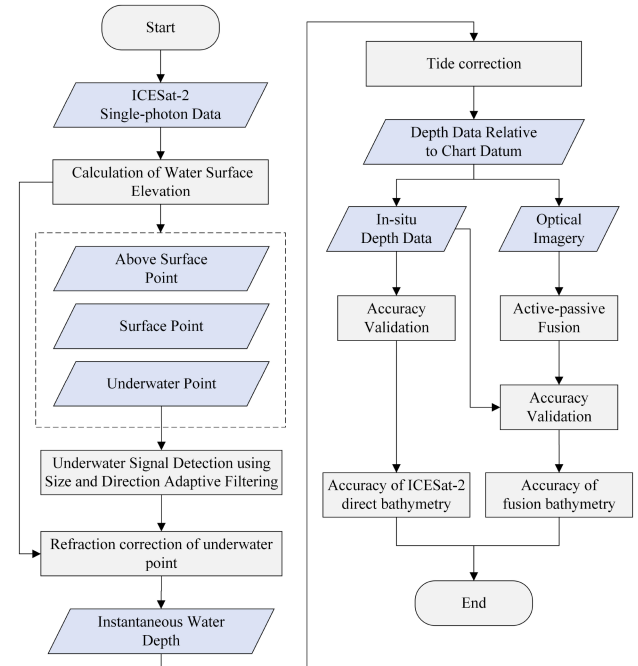 Start
ICESat-2
Single-photon Data
Calculation of Water Surface
Elevation
Above Surface
Point
Surface Point
Underwater Point
Underwater Signal Detection using
Size and Direction Adaptive Filtering
Refraction correction of underwater
point
Instantaneous Water
Depth
Tide correction
Depth Data Relative
to Chart Datum
In-situ
Depth Data
Optical
Imagery
Accuracy
Validation
Active-passive
Fusion
Accuracy
Validation
Accuracy of ICESat-2
direct bathymetry
Accuracy of
fusion bathymetry
End